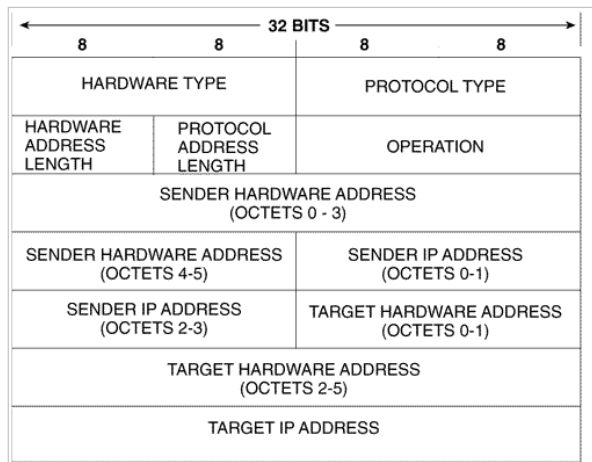 32 BITS
8 8 8 8
HARDWARE TYPE PROTOCOL TYPE
HARDWARE
ADDRESS
LENGTH
PROTOCOL
ADDRESS
LENGTH
OPERATION
SENDER HARDWARE ADDRESS
(OCTETS 0 - 3)
SENDER HARDWARE ADDRESS
(OCTETS 4-5)
SENDER IP ADDRESS
(OCTETS 0-1)
SENDER IP ADDRESS
(OCTETS 2-3)
TARGET HARDWARE ADDRESS
(OCTETS 0-1)
TARGET HARDWARE ADDRESS
(OCTETS 2-5)
TARGET IP ADDRESS